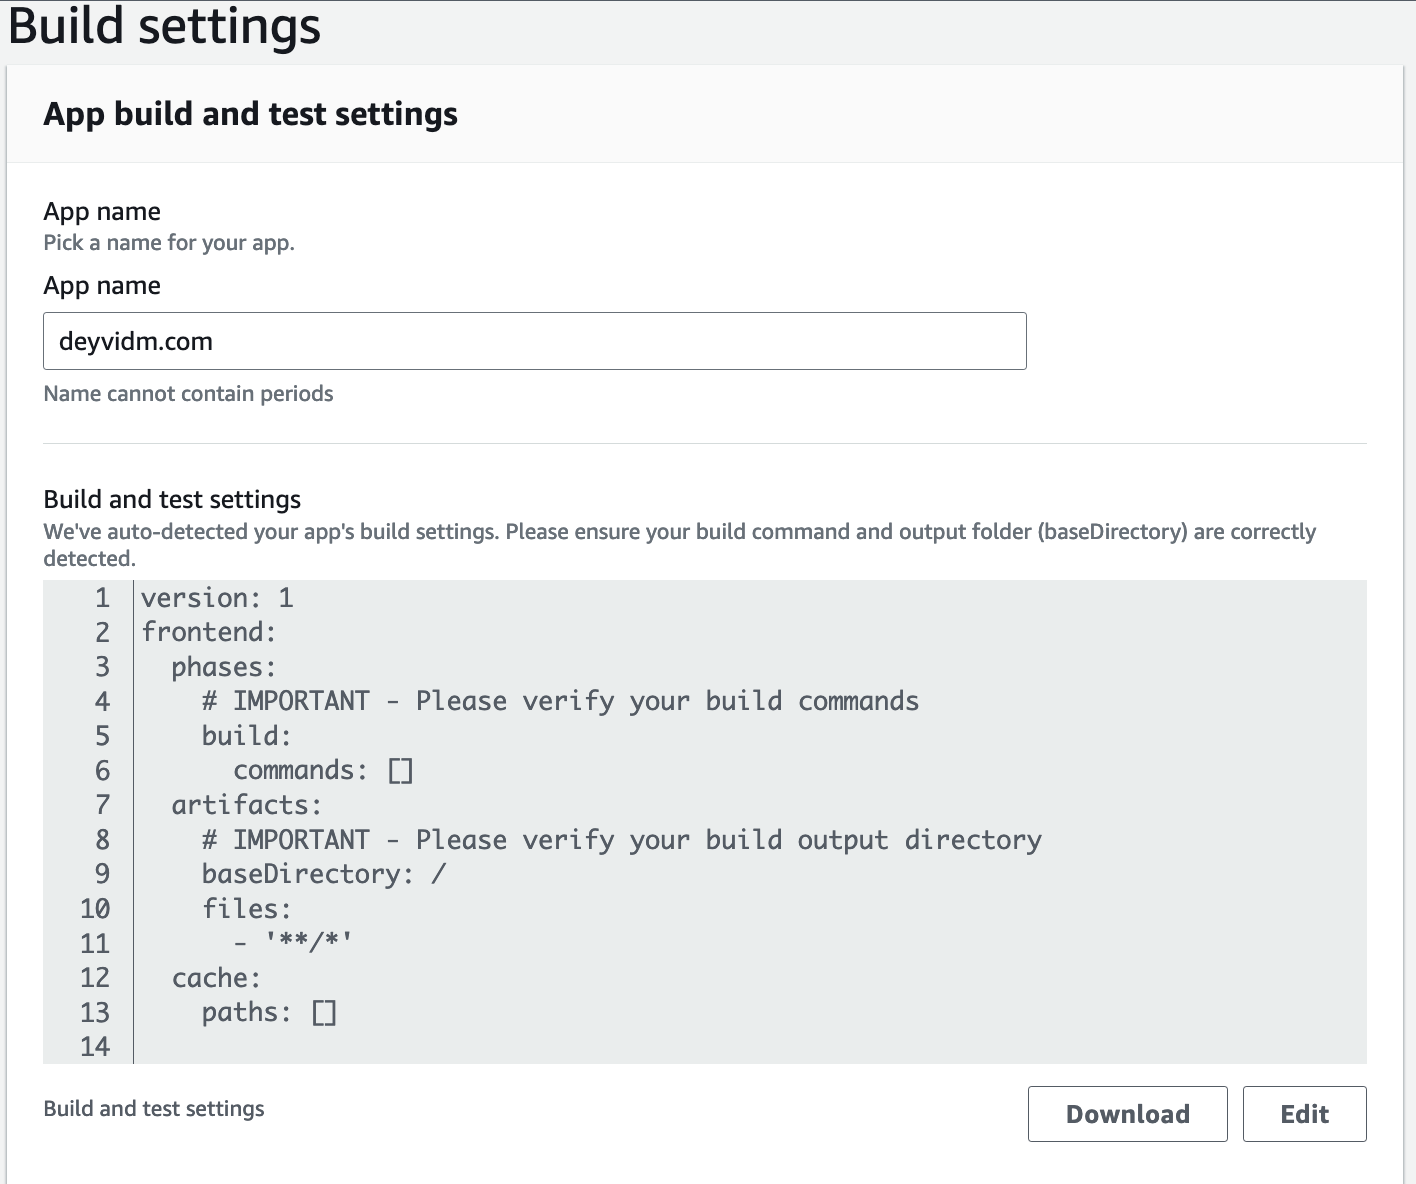 Build settings
App build and test settings
App name
Pick a name for your app.
App name
deyvidm.com
Name cannot contain periods
Build and test settings
We've auto-detected your app's build settings. Please ensure your build command and output folder (baseDirectory) are correctly
detected.
1 version: 1
2 frontend:
3   phases:
4     # IMPORTANT - Please verify your build commands
5     build:
6       commands: []
7   artifacts:
8     # IMPORTANT - Please verify your build output directory
9     baseDirectory: /
10     files:
11       - '**/*'
12   cache:
13     paths: []
14
Build and test settings
Download
Edit